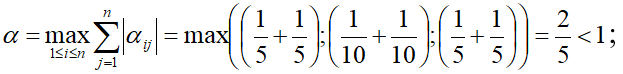 α = max_{1≤i≤n} ∑_{j=1}^{n} |α_{ij}| = max((1/5 + 1/5); (1/10 + 1/10); (1/5 + 1/5)) = 2/5 < 1;